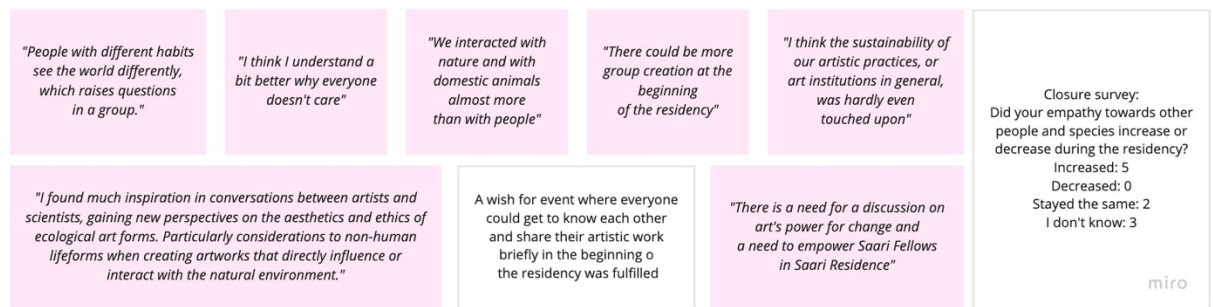 "People with different habits
see the world differently,
which raises questions
in a group."
"I think I understand a
bit better why everyone
doesn't care"
"We interacted with
nature and with
domestic animals
almost more
than with people"
"There could be more
group creation at the
beginning
of the residency"
"I think the sustainability of
our artistic practices, or
art institutions in general,
was hardly even
touched upon"
Closure survey:
Did your empathy towards other
people and species increase or
decrease during the residency?
Increased: 5
Decreased: 0
Stayed the same: 2
I don't know: 3
"I found much inspiration in conversations between artists and
scientists, gaining new perspectives on the aesthetics and ethics of
ecological art forms. Particularly considerations to non-human
lifeforms when creating artworks that directly influence or
interact with the natural environment."
A wish for event where everyone
could get to know each other
and share their artistic work
briefly in the beginning o
the residency was fulfilled
"There is a need for a discussion on
art's power for change and
a need to empower Saari Fellows
in Saari Residence"
miro